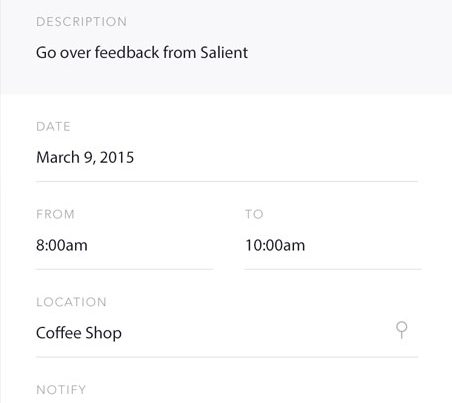 DESCRIPTION
Go over feedback from Salient
DATE
March 9, 2015
FROM
TO
8:00am
10:00am
LOCATION
Coffee Shop
NOTIFY